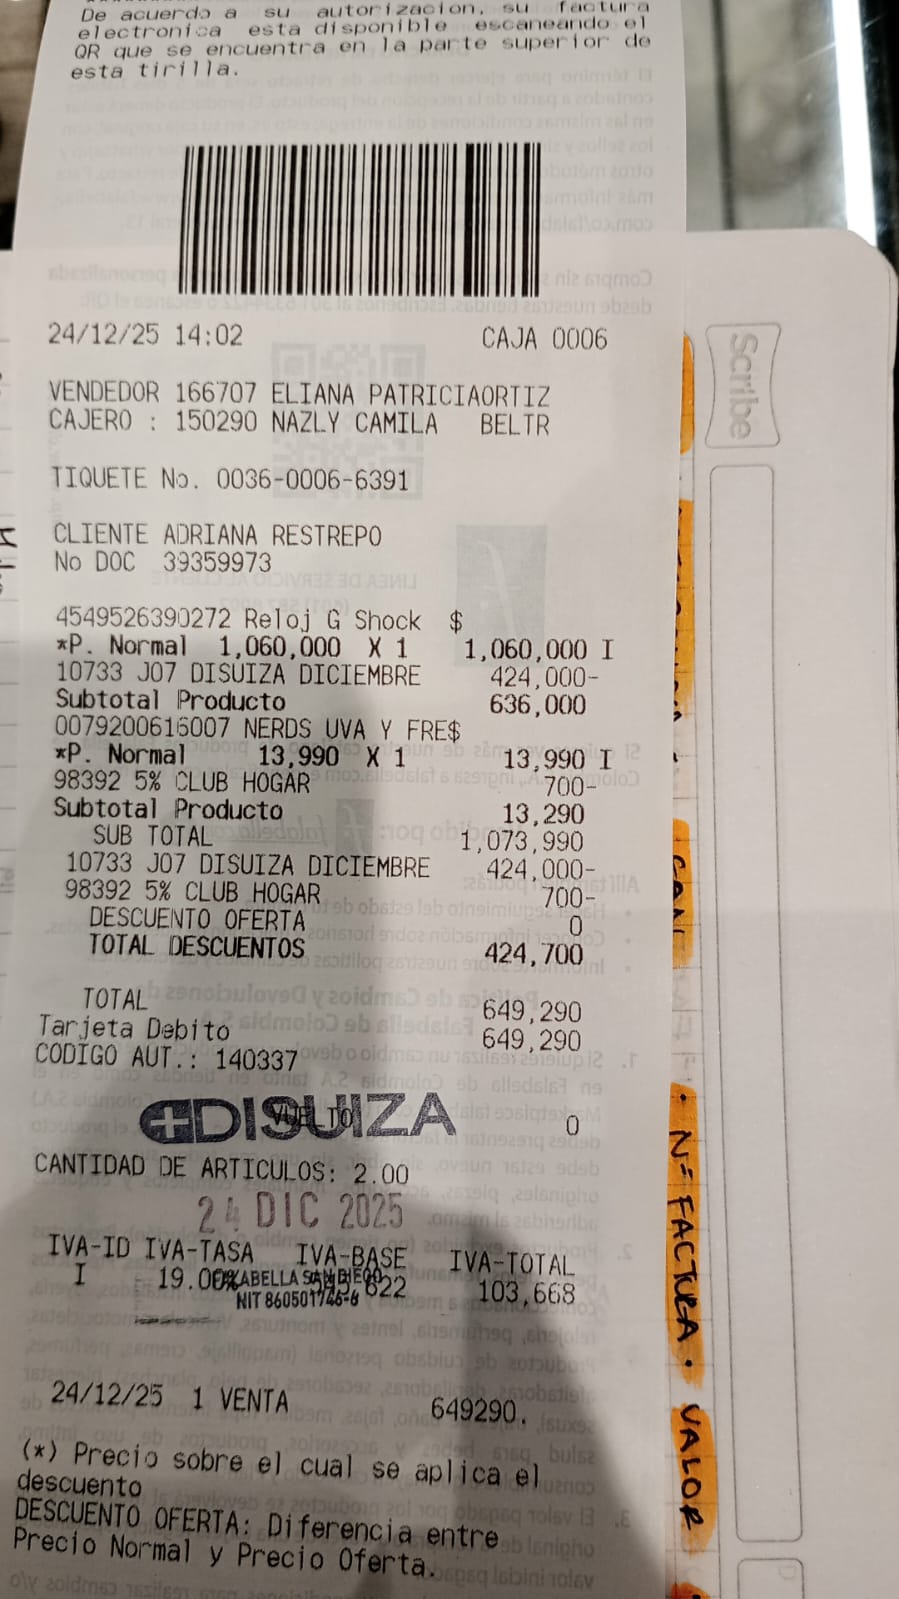 De acuerdo a su autorizacion, su factura
electronica esta disponible escaneando el
QR que se encuentra en la parte superior de
esta tirilla.
24/12/25 14:02 CAJA 0006
VENDEDOR 166707 ELIANA PATRICIAORTIZ
CAJERO : 150290 NAZLY CAMILA BELTR
TIQUETE No. 0036-0006-6391
CLIENTE ADRIANA RESTREPO
No DOC 39359973
4549526390272 Reloj G Shock $
*P. Normal 1,060,000 X 1 1,060,000 I
10733 J07 DISUIZA DICIEMBRE 424,000-
Subtotal Producto 636,000
0079200616007 NERDS UVA Y FRE$
*P. Normal 13,990 X 1 13,990 I
98392 5% CLUB HOGAR 700-
Subtotal Producto 13,290
SUB TOTAL 1,073,990
10733 J07 DISUIZA DICIEMBRE 424,000-
98392 5% CLUB HOGAR 700-
DESCUENTO OFERTA 0
TOTAL DESCUENTOS 424,700
TOTAL 649,290
Tarjeta Debito 649,290
CODIGO AUT.: 140337
DISUIZA
VUELTO 0
CANTIDAD DE ARTICULOS: 2.00
24 DIC 2025
IVA-ID IVA-TASA IVA-BASE IVA-TOTAL
I 19.00% 622 103,668
NIT 860501746-6
24/12/25 1 VENTA 649290.
(*) Precio sobre el cual se aplica el
descuento
DESCUENTO OFERTA: Diferencia entre
Precio Normal y Precio Oferta.
Scribe
• Nº FACTURA. VALOR